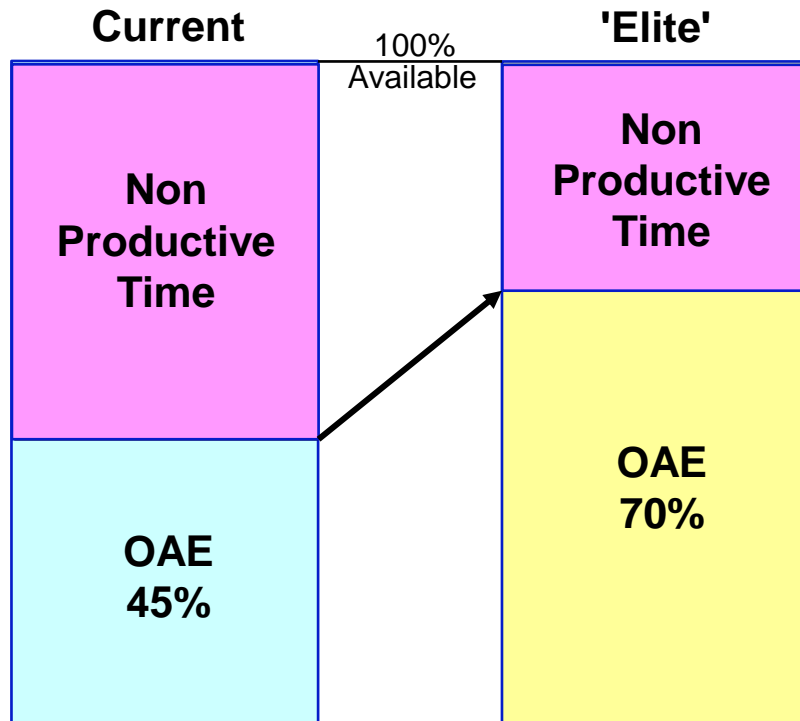 Current
100%
Available
'Elite'
Non
Productive
Time
Non
Productive
Time
OAE
45%
OAE
70%